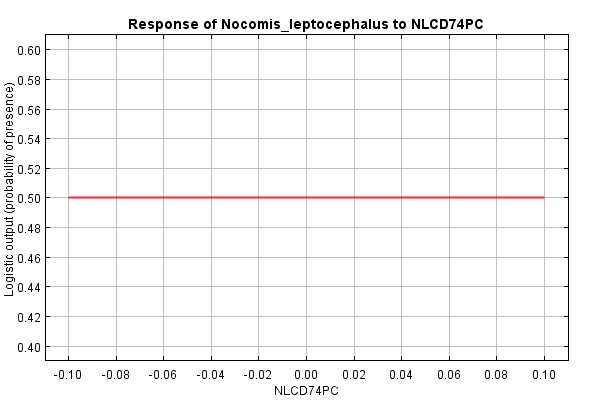 Response of Nocomis_leptocephalus to NLCD74PC
Logistic output (probability of presence)
0.60
0.58
0.56
0.54
0.52
0.50
0.48
0.46
0.44
0.42
0.40
-0.10 -0.08 -0.06 -0.04 -0.02 0.00 0.02 0.04 0.06 0.08 0.10
NLCD74PC